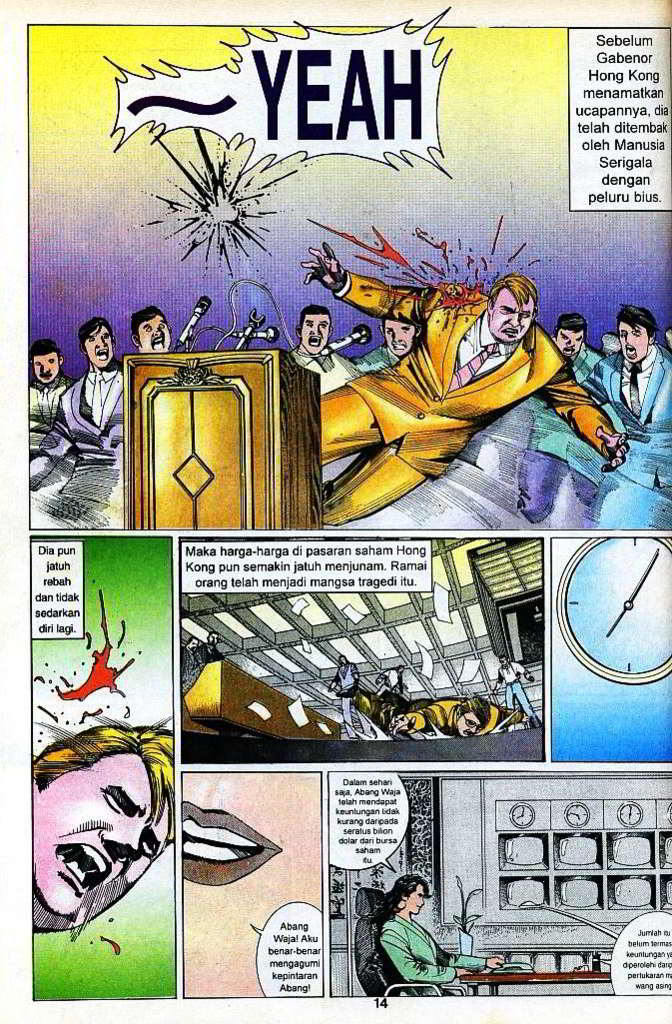 ~YEAH
Sebelum
Gabenor
Hong Kong
menamatkan
ucapannya, dia
telah ditembak
oleh Manusia
Serigala
dengan
peluru bius.
Dia pun
jatuh
rebah
dan tidak
sedarkan
diri lagi.
Maka harga-harga di pasaran saham Hong
Kong pun semakin jatuh menjunam. Ramai
orang telah menjadi mangsa tragedi itu.
Abang
Waja! Aku
benar-benar
mengagumi
kepintaran
Abang!
Dalam sehari
saja, Abang Waja
telah mendapat
keuntungan tidak
kurang daripada
seratus bilion
dolar dari bursa
saham
itu.
Jumlah itu
belum termas
keuntungan ya
diperolehi darip
pertukaran ma
wang asing
14